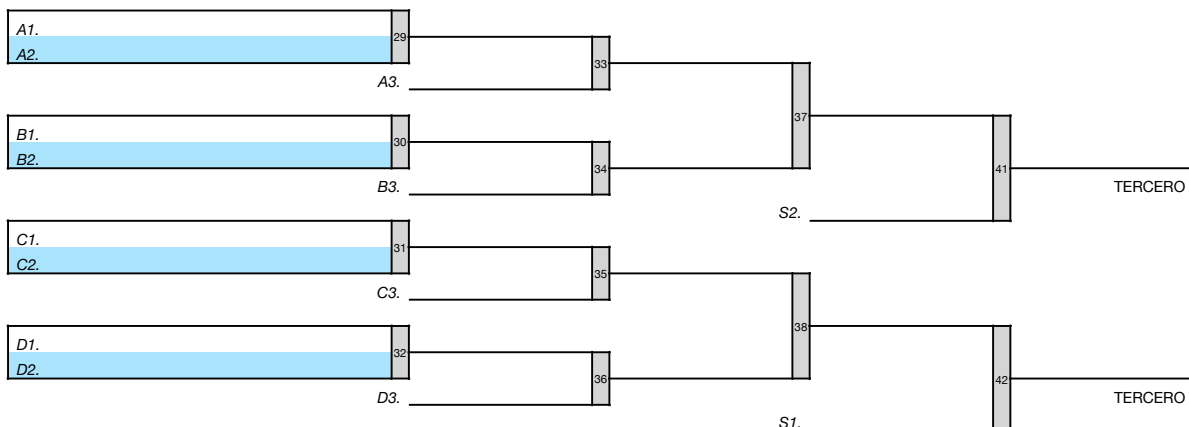 A1.
29
A2.
33
A3.
37
B1.
30
B2.
34
B3.
41
TERCERO
S2.
C1.
31
C2.
35
C3.
38
D1.
32
D2.
36
D3.
42
TERCERO
S1.